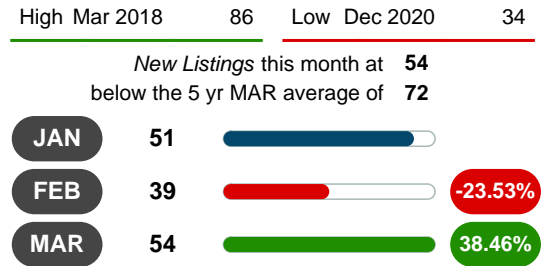 High Mar 2018 86 Low Dec 2020 34
New Listings this month at 54
below the 5 yr MAR average of 72
JAN 51
FEB 39 -23.53%
MAR 54 38.46%